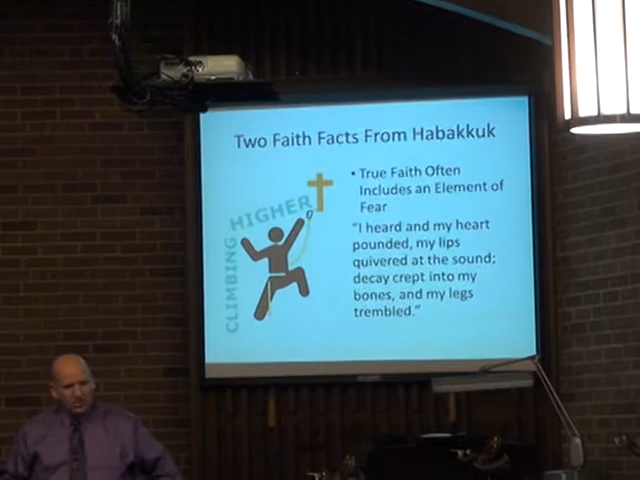 Two Faith Facts From Habakkuk
CLIMBING
HIGHER
• True Faith Often
Includes an Element of
Fear
"I heard and my heart
pounded, my lips
quivered at the sound;
decay crept into my
bones, and my legs
trembled."